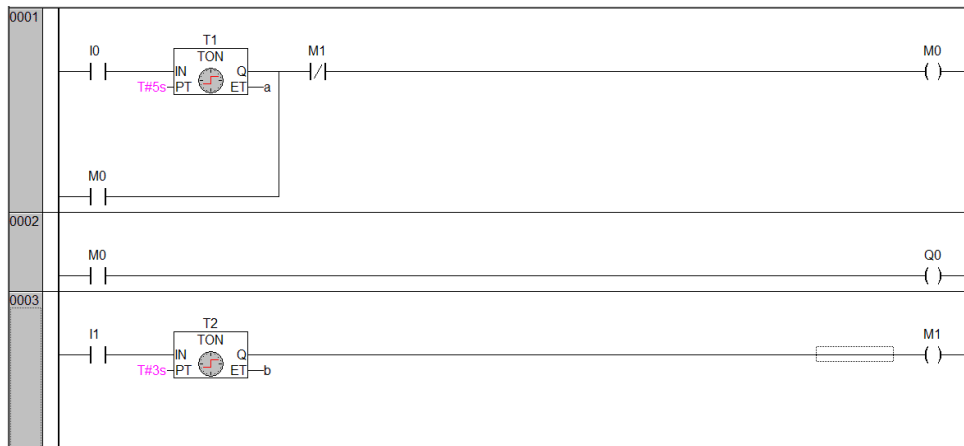 0001
I0
T1
TON
IN
Q
T#5s
PT
ET
a
M1
M0
M0
0002
M0
Q0
0003
I1
T2
TON
IN
Q
T#3s
PT
ET
b
M1